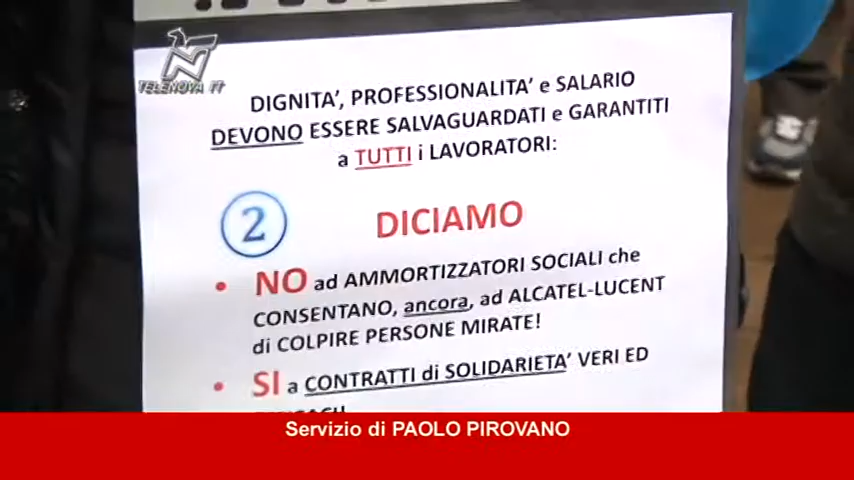 TELENOVA IT
DIGNITA', PROFESSIONALITA' e SALARIO
DEVONO ESSERE SALVAGUARDATI e GARANTITI
a TUTTI i LAVORATORI:
2
DICIAMO
• NO ad AMMORTIZZATORI SOCIALI che
CONSENTANO, ancora, ad ALCATEL-LUCENT
di COLPIRE PERSONE MIRATE!
• SI a CONTRATTI di SOLIDARIETA' VERI ED
Servizio di PAOLO PIROVANO